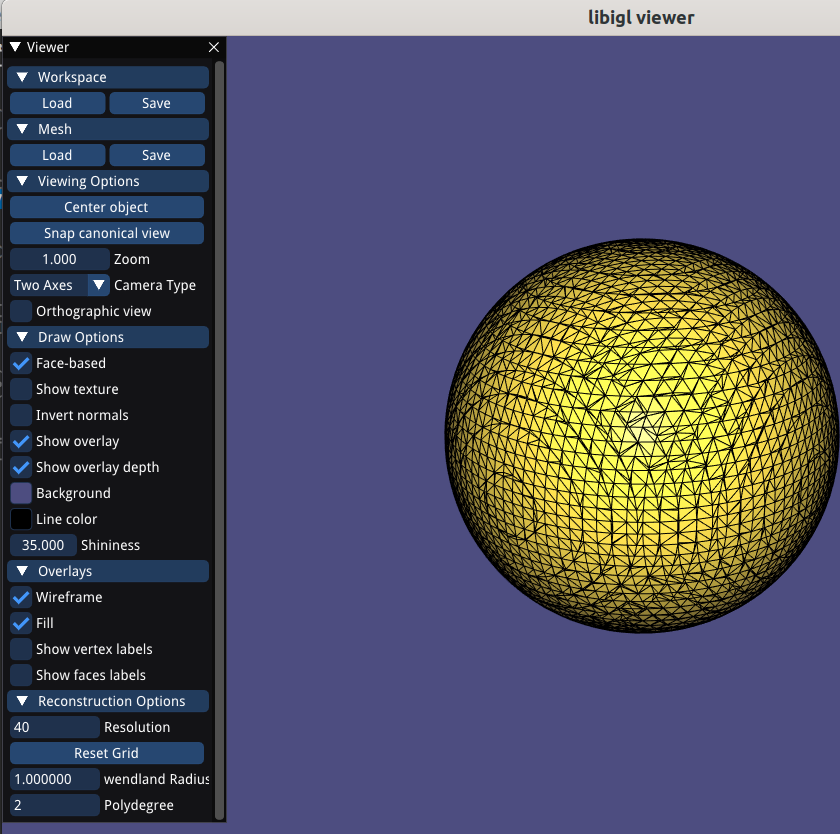 libigl viewer
Viewer
Workspace
Load Save
Mesh
Load Save
Viewing Options
Center object
Snap canonical view
1.000 Zoom
Two Axes Camera Type
Orthographic view
Draw Options
Face-based
Show texture
Invert normals
Show overlay
Show overlay depth
Background
Line color
35.000 Shininess
Overlays
Wireframe
Fill
Show vertex labels
Show faces labels
Reconstruction Options
40 Resolution
Reset Grid
1.000000 wendland Radius
2 Polydegree